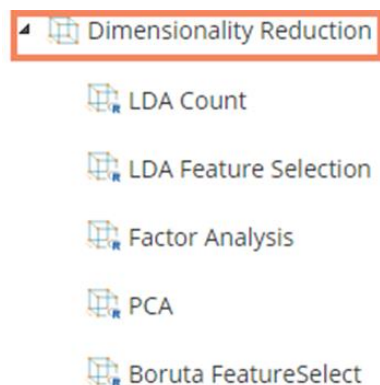 Dimensionality Reduction
LDA Count
LDA Feature Selection
Factor Analysis
PCA
Boruta FeatureSelect